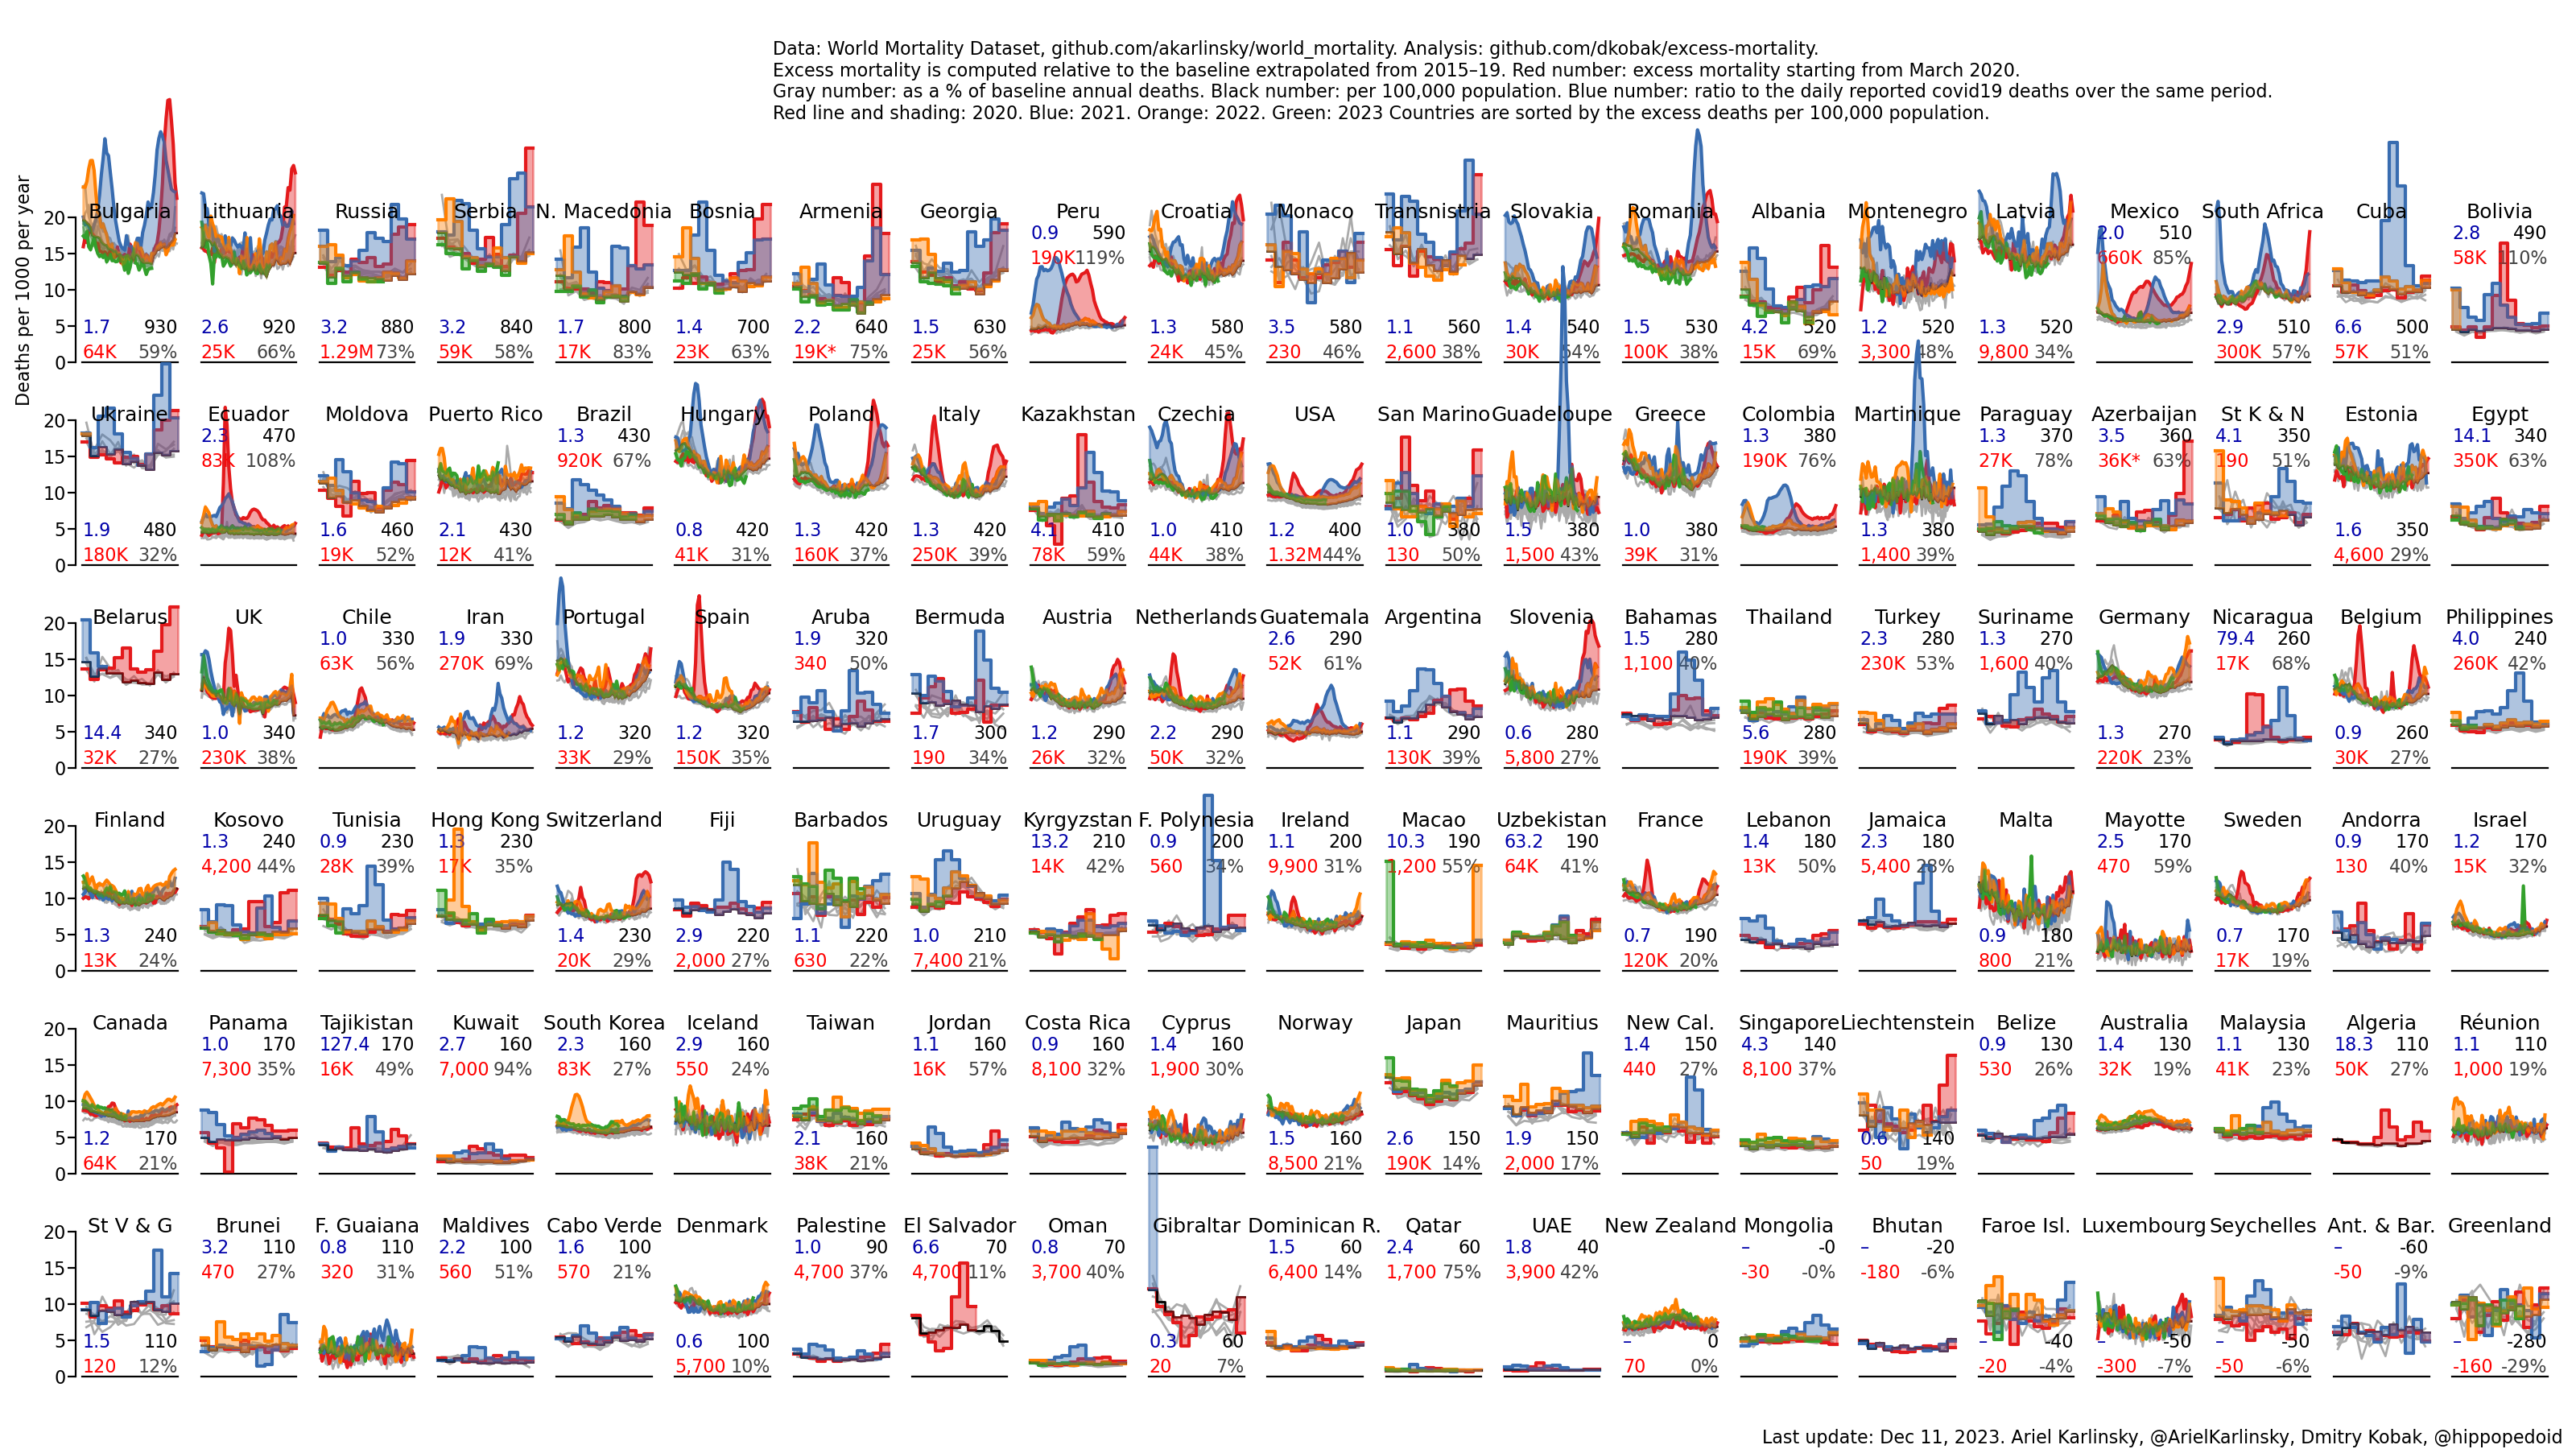 Data: World Mortality Dataset, github.com/akarlinsky/world_mortality. Analysis: github.com/dkobak/excess-mortality.
Excess mortality is computed relative to the baseline extrapolated from 2015–19. Red number: excess mortality starting from March 2020.
Gray number: as a % of baseline annual deaths. Black number: per 100,000 population. Blue number: ratio to the daily reported covid19 deaths over the same period.
Red line and shading: 2020. Blue: 2021. Orange: 2022. Green: 2023 Countries are sorted by the excess deaths per 100,000 population.
Deaths per 1000 per year
20
15
10
5
0
Bulgaria
1.7 930
64K 59%
Lithuania
2.6 920
25K 66%
Russia
3.2 880
1.29M 73%
Serbia
3.2 840
59K 58%
N. Macedonia
1.7 800
17K 83%
Bosnia
1.4 700
23K 63%
Armenia
2.2 640
19K* 75%
Georgia
1.5 630
25K 56%
Peru
0.9 590
190K 119%
Croatia
1.3 580
24K 45%
Monaco
3.5 580
230 46%
Transnistria
1.1 560
2,600 38%
Slovakia
1.4 540
30K 54%
Romania
1.5 530
100K 38%
Albania
4.2 520
15K 69%
Montenegro
1.2 520
3,300 48%
Latvia
1.3 520
9,800 34%
Mexico
2.0 510
660K 85%
South Africa
2.9 510
300K 57%
Cuba
6.6 500
57K 51%
Bolivia
2.8 490
58K 110%
20
15
10
5
0
Ukraine
1.9 480
180K 32%
Ecuador
2.3 470
83K 108%
Moldova
1.6 460
19K 52%
Puerto Rico
2.1 430
12K 41%
Brazil
1.3 430
920K 67%
Hungary
0.8 420
41K 31%
Poland
1.3 420
160K 37%
Italy
1.3 420
250K 39%
Kazakhstan
4.1 410
78K 59%
Czechia
1.0 410
44K 38%
USA
1.2 400
1.32M 44%
San Marino
1.0 380
130 50%
Guadeloupe
1.5 380
1,500 43%
Greece
1.0 380
39K 31%
Colombia
1.3 380
190K 76%
Martinique
1.3 380
1,400 39%
Paraguay
1.3 370
27K 78%
Azerbaijan
3.5 360
36K* 63%
St K & N
4.1 350
190 51%
Estonia
1.6 350
4,600 29%
Egypt
14.1 340
350K 63%
20
15
10
5
0
Belarus
14.4 340
32K 27%
UK
1.0 340
230K 38%
Chile
1.0 330
63K 56%
Iran
1.9 330
270K 69%
Portugal
1.2 320
33K 29%
Spain
1.2 320
150K 35%
Aruba
1.9 320
340 50%
Bermuda
1.7 300
190 34%
Austria
1.2 290
26K 32%
Netherlands
2.2 290
50K 32%
Guatemala
2.6 290
52K 61%
Argentina
1.1 290
130K 39%
Slovenia
0.6 280
5,800 27%
Bahamas
1.5 280
1,100 40%
Thailand
5.6 280
190K 39%
Turkey
2.3 280
230K 53%
Suriname
1.3 270
1,600 40%
Germany
1.3 270
220K 23%
Nicaragua
79.4 260
17K 68%
Belgium
0.9 260
30K 27%
Philippines
4.0 240
260K 42%
20
15
10
5
0
Finland
1.3 240
13K 24%
Kosovo
1.3 240
4,200 44%
Tunisia
0.9 230
28K 39%
Hong Kong
1.3 230
17K 35%
Switzerland
1.4 230
20K 29%
Fiji
2.9 220
2,000 27%
Barbados
1.1 220
630 22%
Uruguay
1.0 210
7,400 21%
Kyrgyzstan
13.2 210
14K 42%
F. Polynesia
0.9 200
560 34%
Ireland
1.1 200
9,900 31%
Macao
10.3 190
1,200 55%
Uzbekistan
63.2 190
64K 41%
France
0.7 190
120K 20%
Lebanon
1.4 180
13K 50%
Jamaica
2.3 180
5,400 28%
Malta
0.9 180
800 21%
Mayotte
2.5 170
470 59%
Sweden
0.7 170
17K 19%
Andorra
0.9 170
130 40%
Israel
1.2 170
15K 32%
20
15
10
5
0
Canada
1.2 170
64K 21%
Panama
1.0 170
7,300 35%
Tajikistan
127.4 170
16K 49%
Kuwait
2.7 160
7,000 94%
South Korea
2.3 160
83K 27%
Iceland
2.9 160
550 24%
Taiwan
2.1 160
38K 21%
Jordan
1.1 160
16K 57%
Costa Rica
0.9 160
8,100 32%
Cyprus
1.4 160
1,900 30%
Norway
1.5 160
8,500 21%
Japan
2.6 150
190K 14%
Mauritius
1.9 150
2,000 17%
New Cal.
1.4 150
440 27%
Singapore
4.3 140
8,100 37%
Liechtenstein
0.6 140
50 19%
Belize
0.9 130
530 26%
Australia
1.4 130
32K 19%
Malaysia
1.1 130
41K 23%
Algeria
18.3 110
50K 27%
Réunion
1.1 110
1,000 19%
20
15
10
5
0
St V & G
1.5 110
120 12%
Brunei
3.2 110
470 27%
F. Guaiana
0.8 110
320 31%
Maldives
2.2 100
560 51%
Cabo Verde
1.6 100
570 21%
Denmark
0.6 100
5,700 10%
Palestine
1.0 90
4,700 37%
El Salvador
6.6 70
4,700 11%
Oman
0.8 70
3,700 40%
Gibraltar
0.3 60
20 7%
Dominican R.
1.5 60
6,400 14%
Qatar
2.4 60
1,700 75%
UAE
1.8 40
3,900 42%
New Zealand
– 0
70 0%
Mongolia
– -0
-30 -0%
Bhutan
– -20
-180 -6%
Faroe Isl.
– -40
-20 -4%
Luxembourg
– -50
-300 -7%
Seychelles
– -50
-50 -6%
Ant. & Bar.
– -60
-50 -9%
Greenland
– -280
-160 -29%
Last update: Dec 11, 2023. Ariel Karlinsky, @ArielKarlinsky, Dmitry Kobak, @hippopedoid